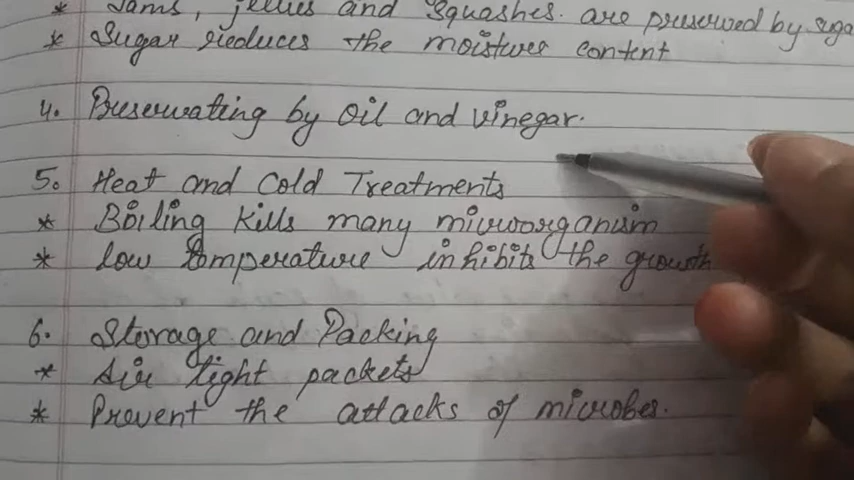 * Jams, jellies and Squashes. are preserved by suga
* Sugar reduces the moisture content
4. Preservating by Oil and vinegar.
5. Heat and Cold Treatments
* Boiling kills many microorganism
* low temperature inhibits the growth
6. Storage and Packing
* Air tight packets
* Prevent the attacks of microbes.